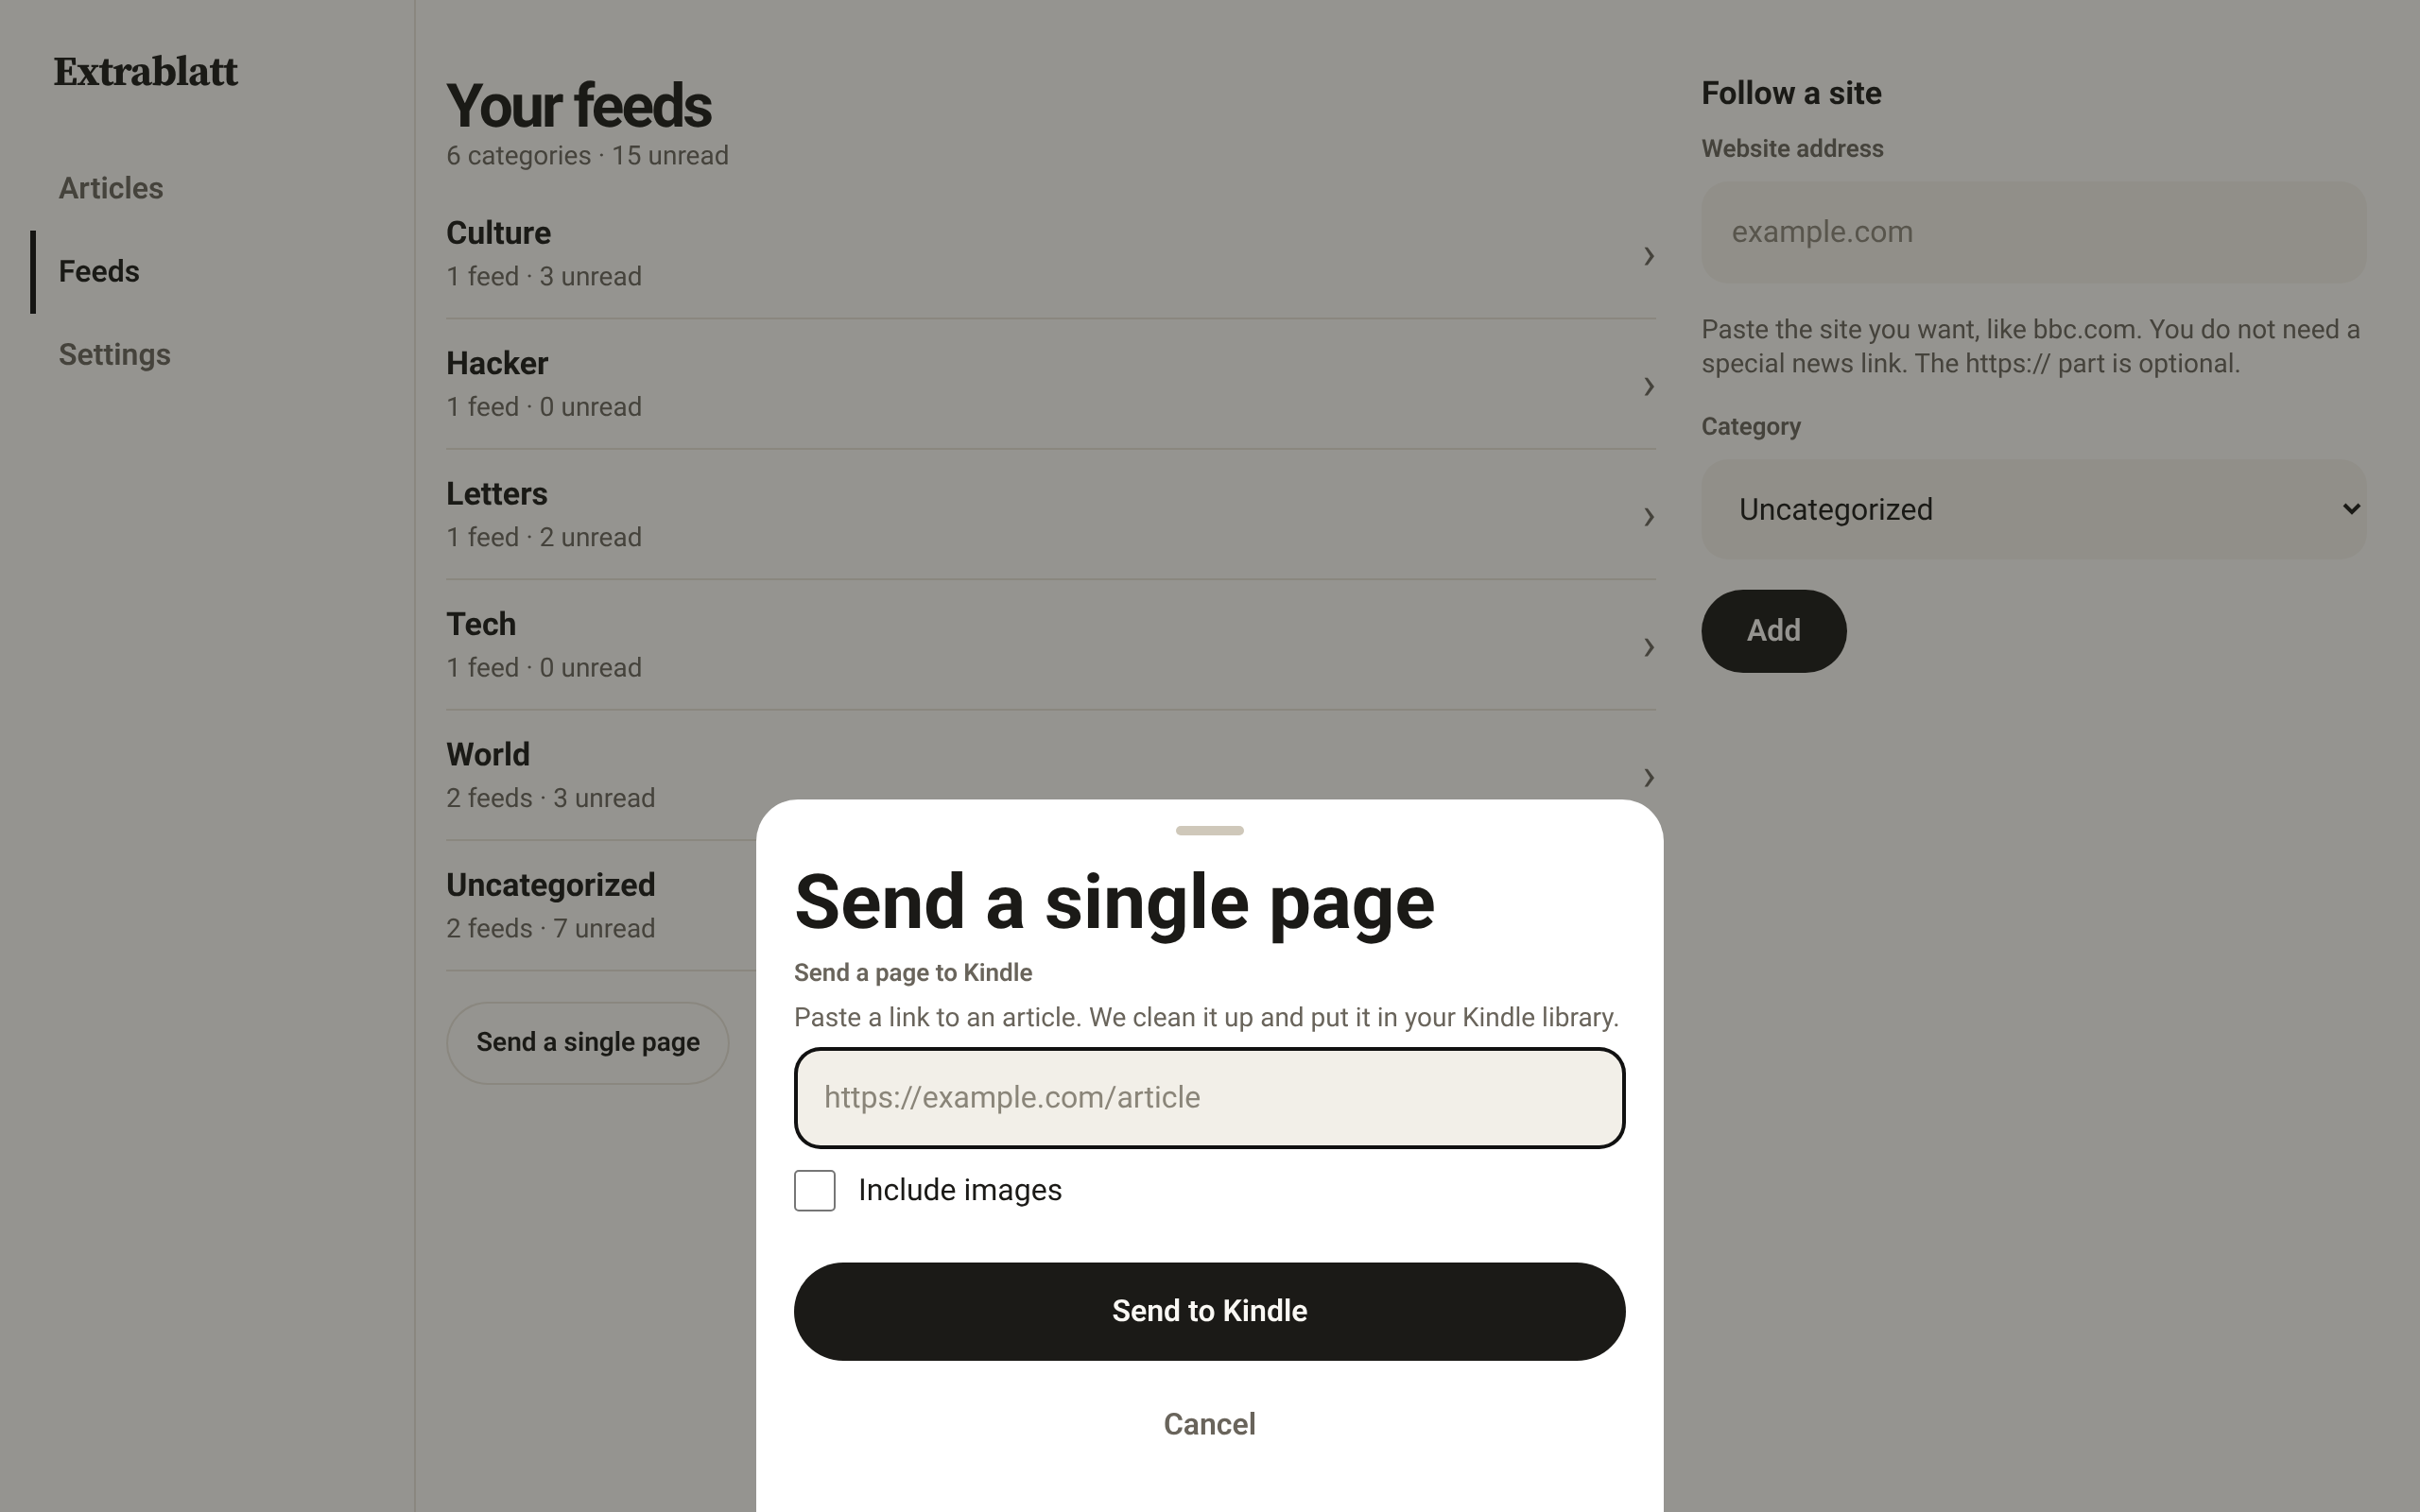 Extrablatt
Articles
Feeds
Settings
Your feeds
6 categories · 15 unread
Culture
1 feed · 3 unread
›
Hacker
1 feed · 0 unread
›
Letters
1 feed · 2 unread
›
Tech
1 feed · 0 unread
›
World
2 feeds · 3 unread
›
Uncategorized
2 feeds · 7 unread
Send a single page
Follow a site
Website address
example.com
Paste the site you want, like bbc.com. You do not need a
special news link. The https:// part is optional.
Category
Uncategorized
Add
Send a single page
Send a page to Kindle
Paste a link to an article. We clean it up and put it in your Kindle library.
https://example.com/article
Include images
Send to Kindle
Cancel